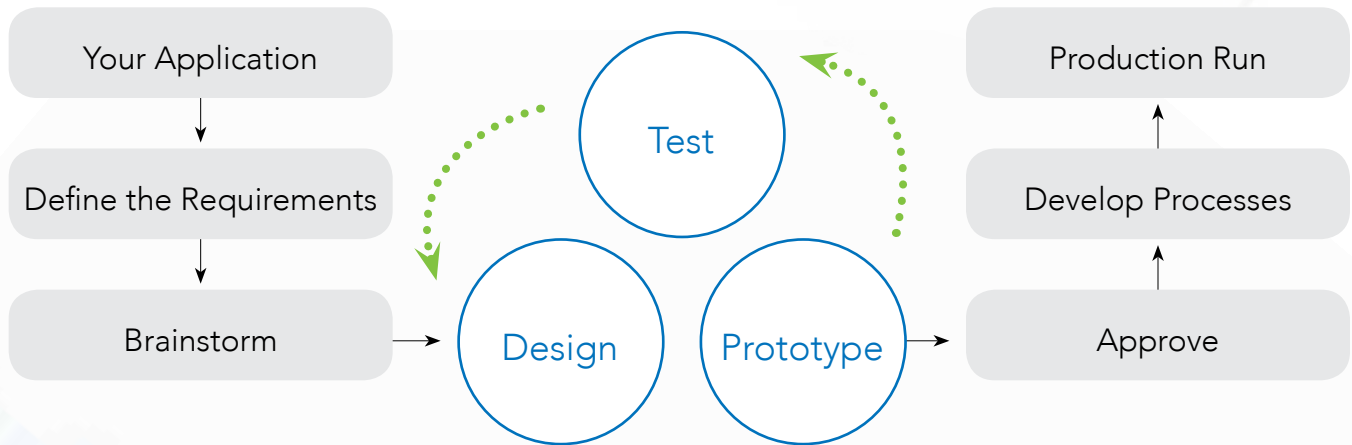 Your Application
Define the Requirements
Brainstorm
Design
Test
Prototype
Approve
Develop Processes
Production Run